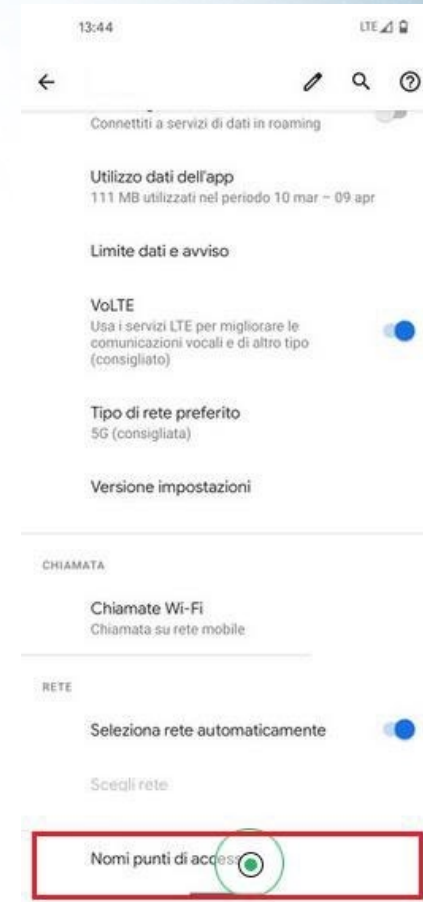 13:44
LTE
Connettiti a servizi di dati in roaming
Utilizzo dati dell'app
111 MB utilizzati nel periodo 10 mar – 09 apr
Limite dati e avviso
VoLTE
Usa i servizi LTE per migliorare le
comunicazioni vocali e di altro tipo
(consigliato)
Tipo di rete preferito
5G (consigliata)
Versione impostazioni
CHIAMATA
Chiamate Wi-Fi
Chiamata su rete mobile
RETE
Seleziona rete automaticamente
Scegli rete
Nomi punti di access